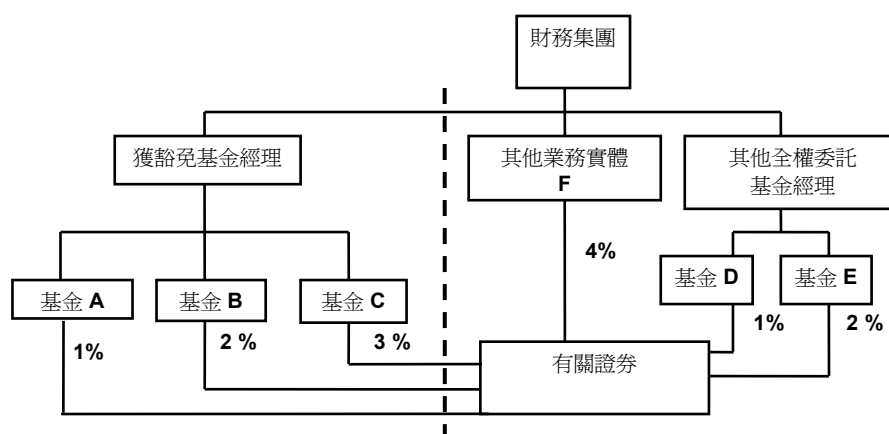 財務集團
獲豁免基金經理
其他業務實體
F
其他全權委託
基金經理
4%
基金 A
基金 B
基金 C
基金 D
基金 E
1%
2 %
3 %
1%
2 %
有關證券